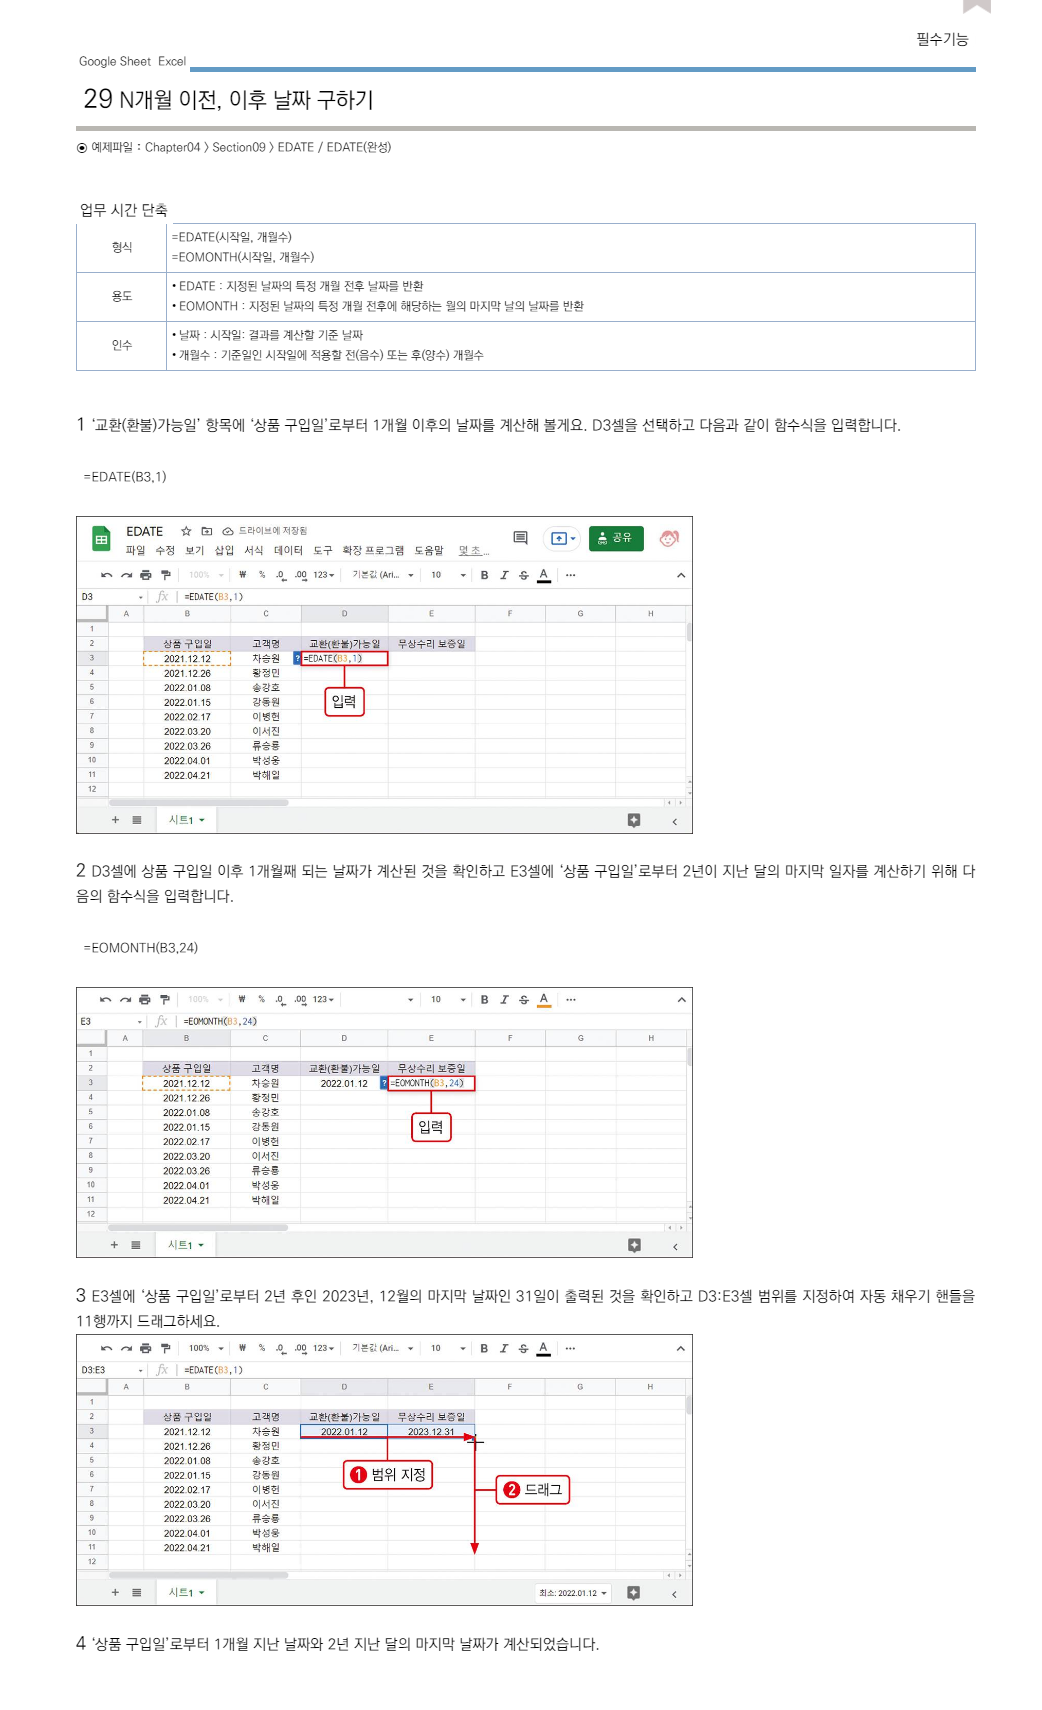 필수기능
Google Sheet Excel
29 N개월 이전, 이후 날짜 구하기
◉ 예제파일 : Chapter04 〉 Section09 〉 EDATE / EDATE(완성)
업무 시간 단축
형식
=EDATE(시작일, 개월수)
=EOMONTH(시작일, 개월수)
용도
• EDATE : 지정된 날짜의 특정 개월 전후 날짜를 반환
• EOMONTH : 지정된 날짜의 특정 개월 전후에 해당하는 월의 마지막 날의 날짜를 반환
인수
• 날짜 : 시작일: 결과를 계산할 기준 날짜
• 개월수 : 기준일인 시작일에 적용할 전(음수) 또는 후(양수) 개월수
1 ‘교환(환불)가능일’ 항목에 ‘상품 구입일’로부터 1개월 이후의 날짜를 계산해 볼게요. D3셀을 선택하고 다음과 같이 함수식을 입력합니다.
=EDATE(B3,1)
EDATE 드라이브에 저장됨
파일 수정 보기 삽입 서식 데이터 도구 확장 프로그램 도움말 몇 초 ...
공유
100% ₩ % .0 .00 123 기본값 (Ari... 10 B I S A ...
D3 fx =EDATE(B3,1)
A B C D E F G H
1
2 상품 구입일 고객명 교환(환불)가능일 무상수리 보증일
3 2021.12.12 차승원 ? =EDATE(B3,1)
4 2021.12.26 황정민
5 2022.01.08 송강호
6 2022.01.15 강동원
7 2022.02.17 이병헌
8 2022.03.20 이서진
9 2022.03.26 류승룡
10 2022.04.01 박성웅
11 2022.04.21 박해일
12
입력
+ 시트1
2 D3셀에 상품 구입일 이후 1개월째 되는 날짜가 계산된 것을 확인하고 E3셀에 ‘상품 구입일’로부터 2년이 지난 달의 마지막 일자를 계산하기 위해 다
음의 함수식을 입력합니다.
=EOMONTH(B3,24)
100% ₩ % .0 .00 123 10 B I S A ...
E3 fx =EOMONTH(B3,24)
A B C D E F G H
1
2 상품 구입일 고객명 교환(환불)가능일 무상수리 보증일
3 2021.12.12 차승원 2022.01.12 ? =EOMONTH(B3,24)
4 2021.12.26 황정민
5 2022.01.08 송강호
6 2022.01.15 강동원
7 2022.02.17 이병헌
8 2022.03.20 이서진
9 2022.03.26 류승룡
10 2022.04.01 박성웅
11 2022.04.21 박해일
12
입력
+ 시트1
3 E3셀에 ‘상품 구입일’로부터 2년 후인 2023년, 12월의 마지막 날짜인 31일이 출력된 것을 확인하고 D3:E3셀 범위를 지정하여 자동 채우기 핸들을
11행까지 드래그하세요.
100% ₩ % .0 .00 123 기본값 (Ari... 10 B I S A ...
D3:E3 fx =EDATE(B3,1)
A B C D E F G H
1
2 상품 구입일 고객명 교환(환불)가능일 무상수리 보증일
3 2021.12.12 차승원 2022.01.12 2023.12.31
4 2021.12.26 황정민
5 2022.01.08 송강호
6 2022.01.15 강동원
7 2022.02.17 이병헌
8 2022.03.20 이서진
9 2022.03.26 류승룡
10 2022.04.01 박성웅
11 2022.04.21 박해일
12
1 범위 지정
2 드래그
+ 시트1 최소: 2022.01.12
4 ‘상품 구입일’로부터 1개월 지난 날짜와 2년 지난 달의 마지막 날짜가 계산되었습니다.